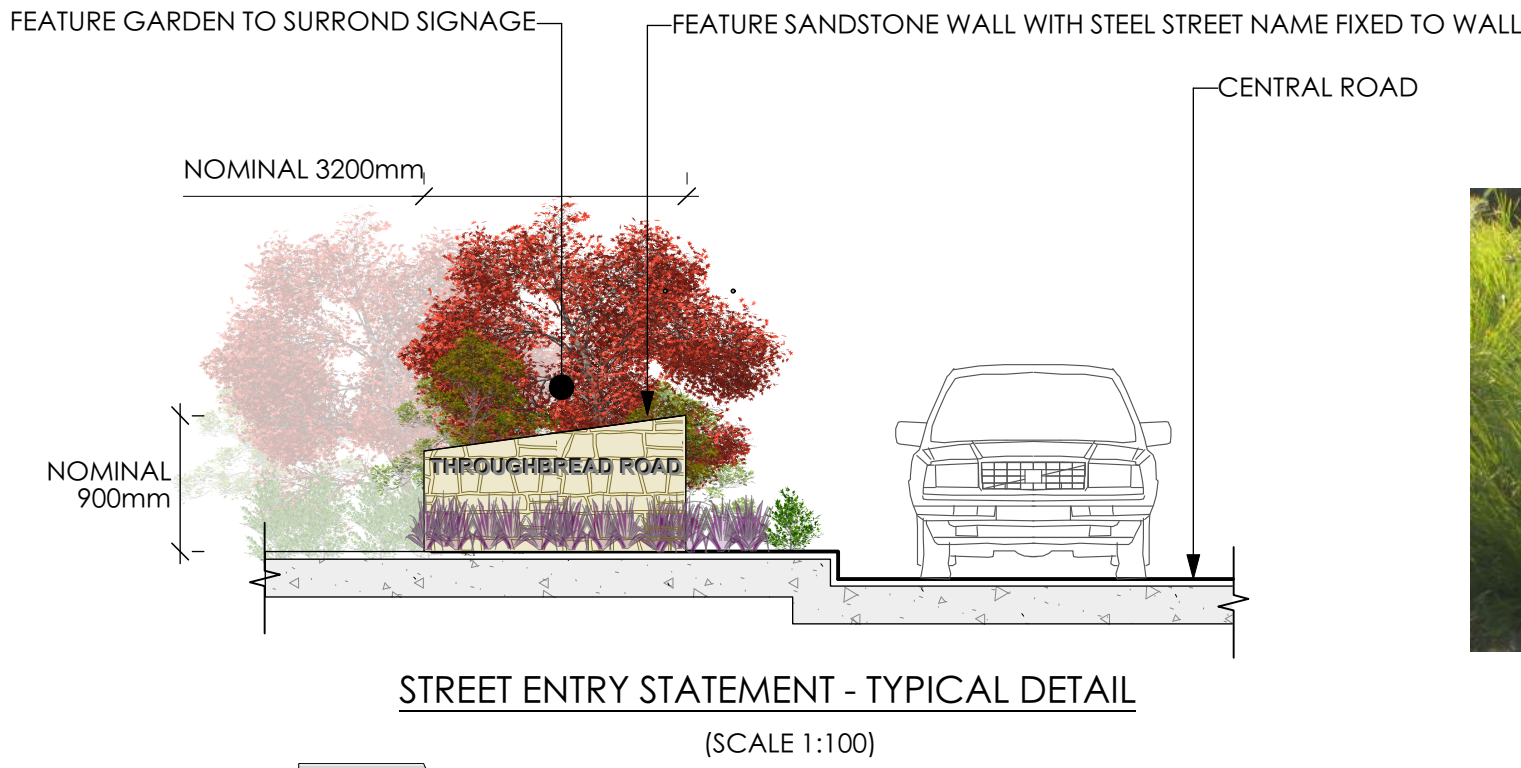 FEATURE GARDEN TO SURROND SIGNAGE
FEATURE SANDSTONE WALL WITH STEEL STREET NAME FIXED TO WALL
CENTRAL ROAD
NOMINAL 3200mm
NOMINAL
900mm
THROUGHBREAD ROAD
STREET ENTRY STATEMENT - TYPICAL DETAIL
(SCALE 1:100)